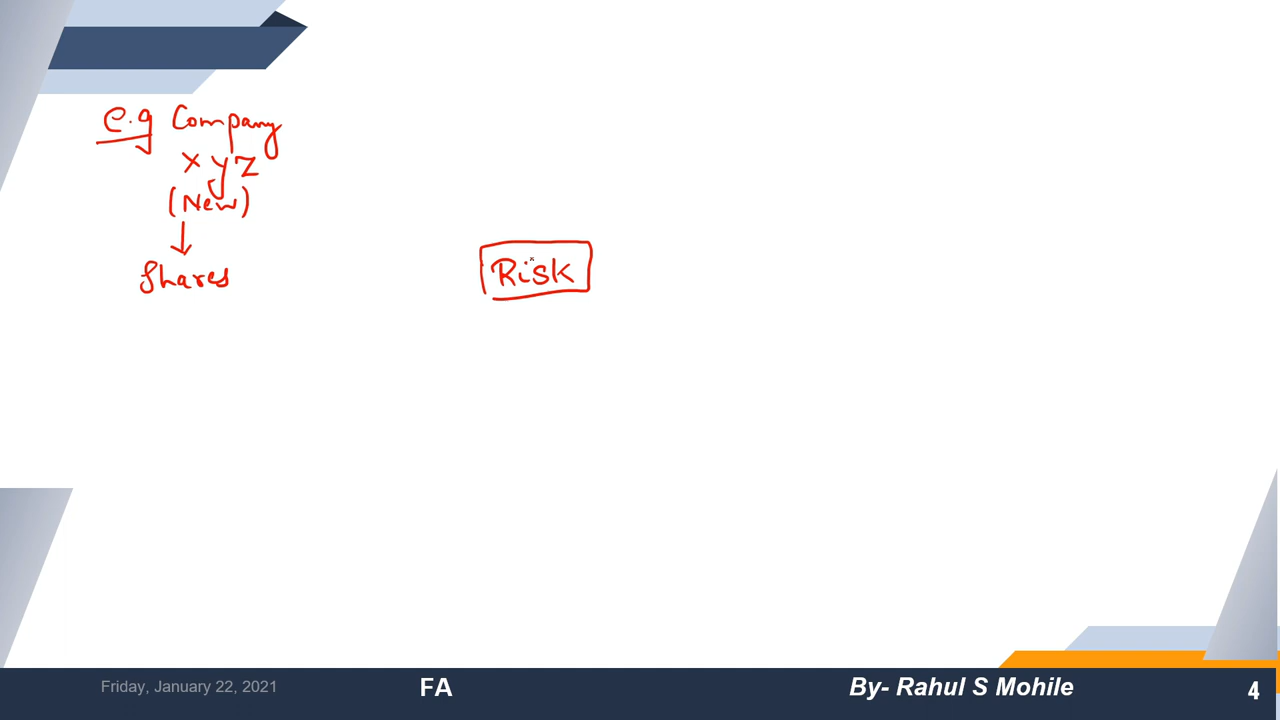 e.g Company
XYZ
(New)
Shares
Risk
Friday, January 22, 2021
FA
By- Rahul S Mohile
4